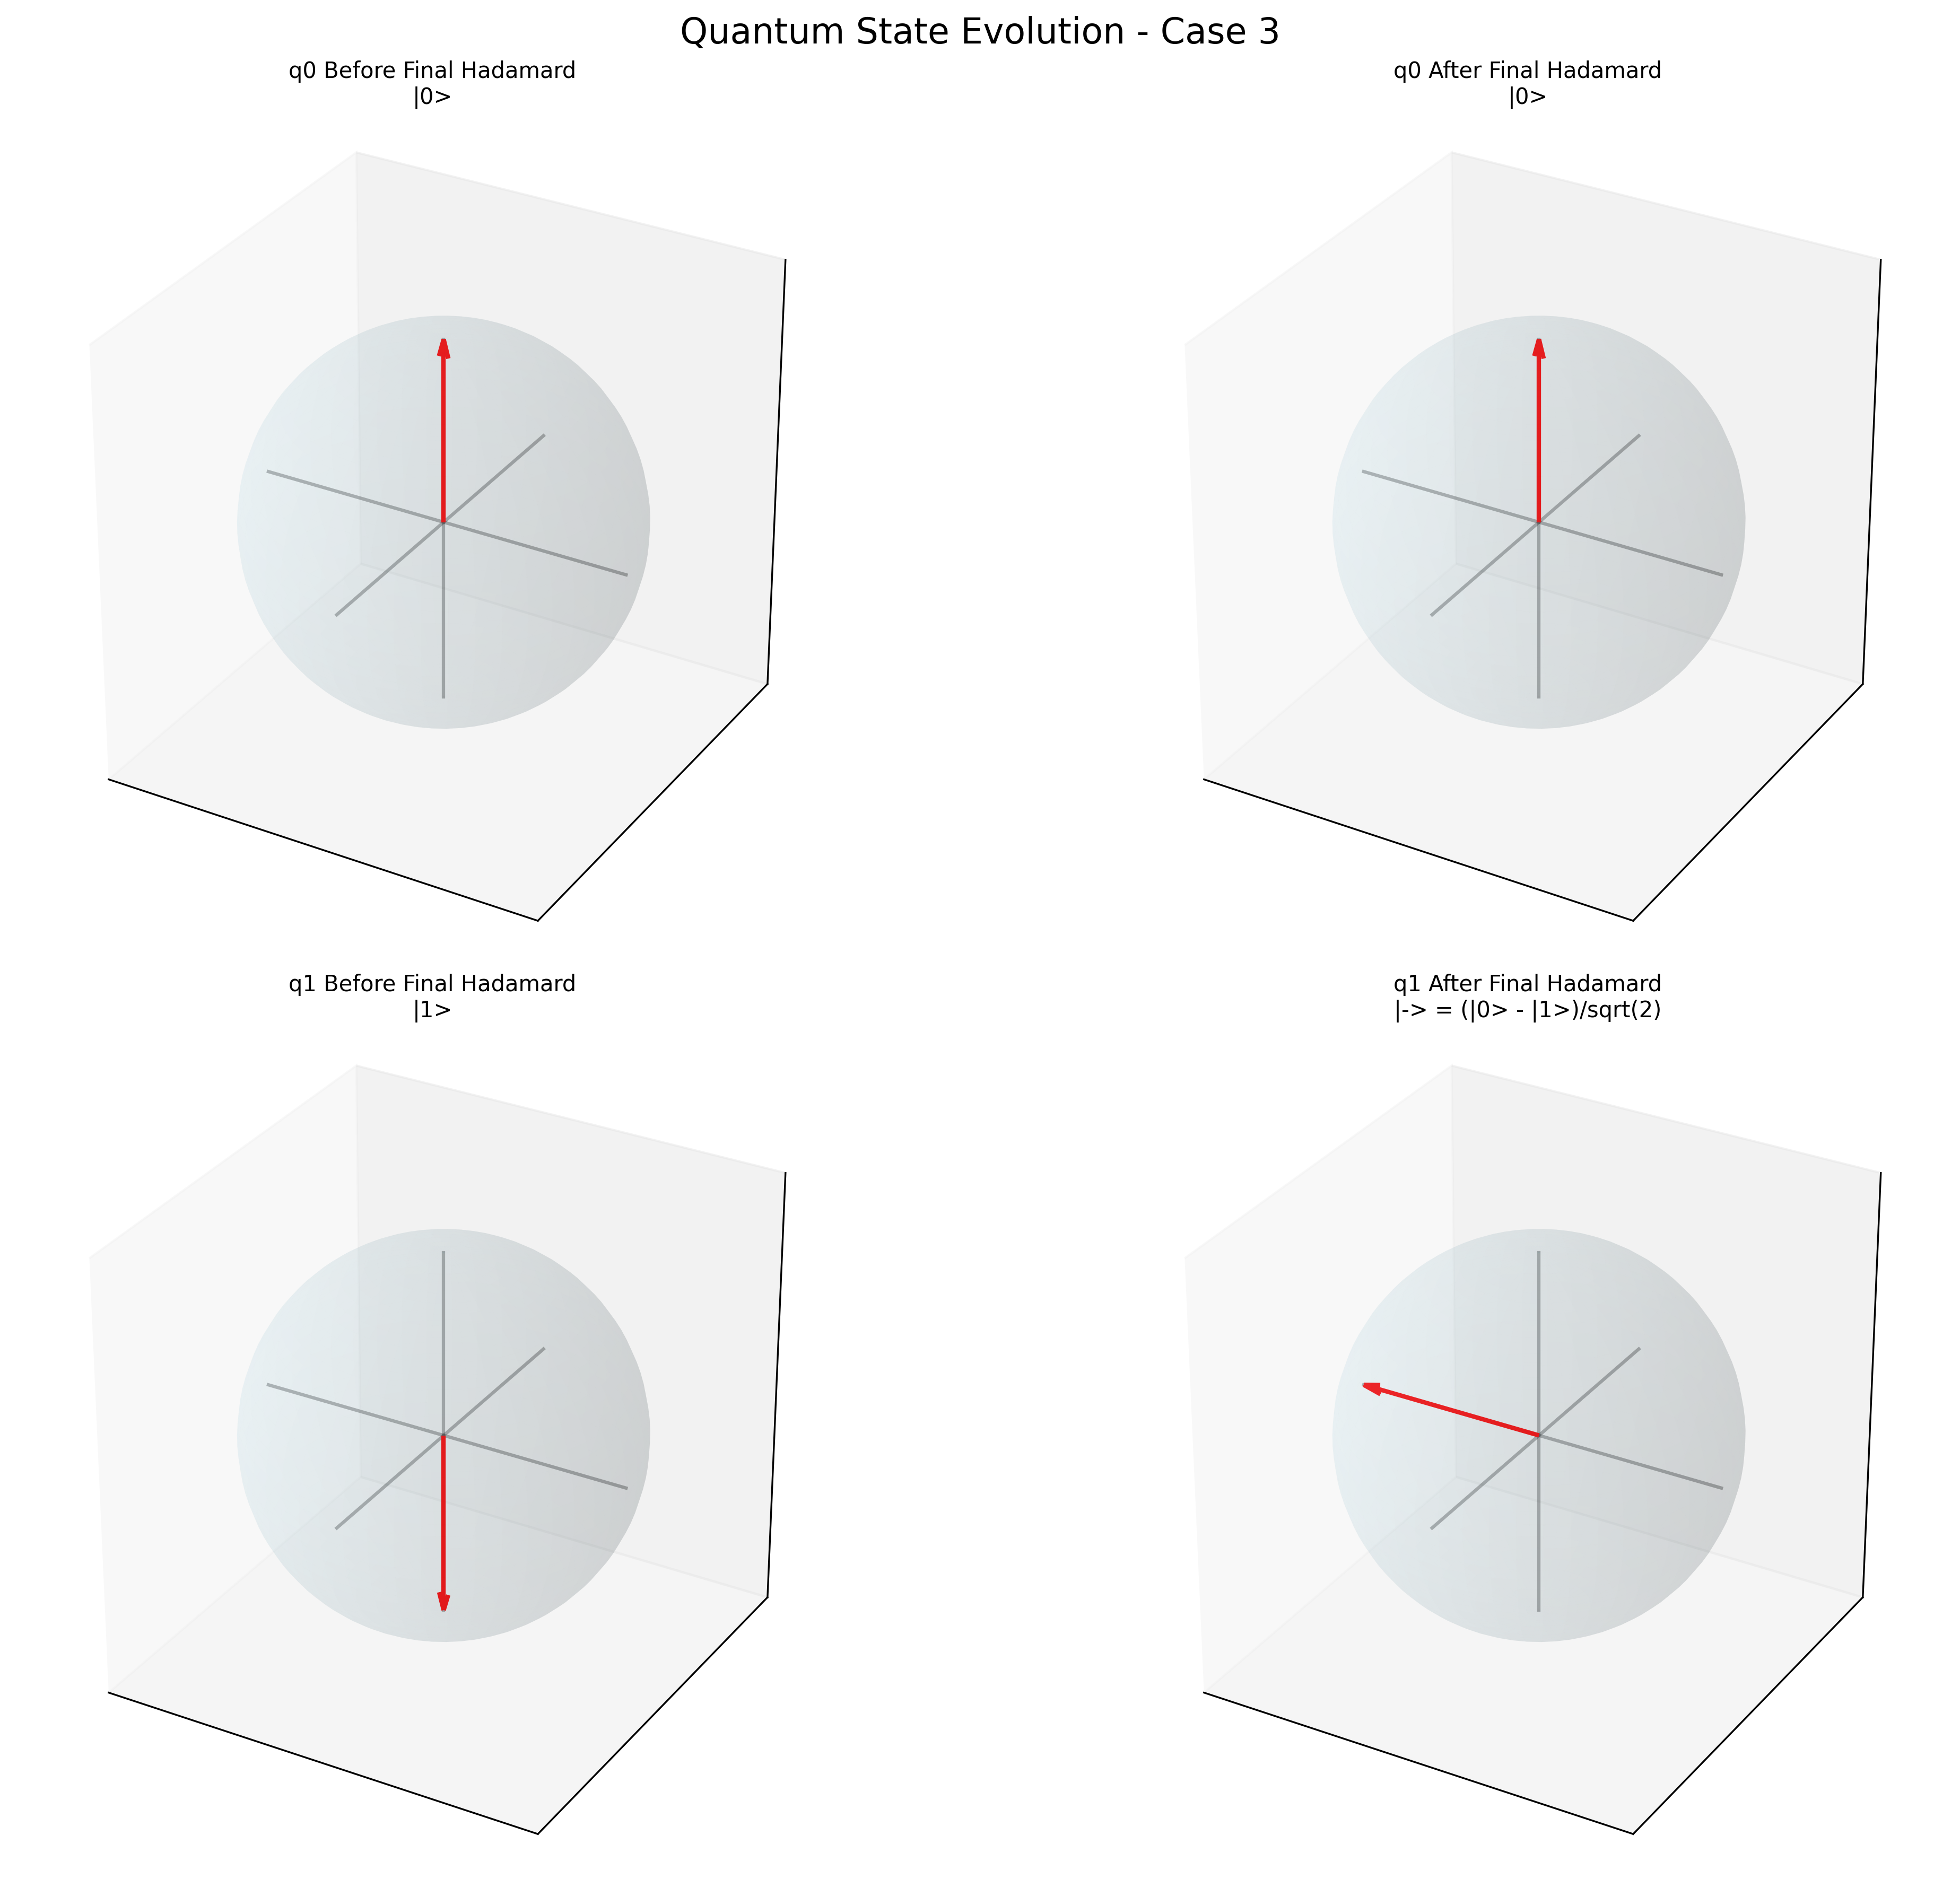 Quantum State Evolution - Case 3
q0 Before Final Hadamard
|0>
q0 After Final Hadamard
|0>
q1 Before Final Hadamard
|1>
q1 After Final Hadamard
|-> = (|0> - |1>)/sqrt(2)